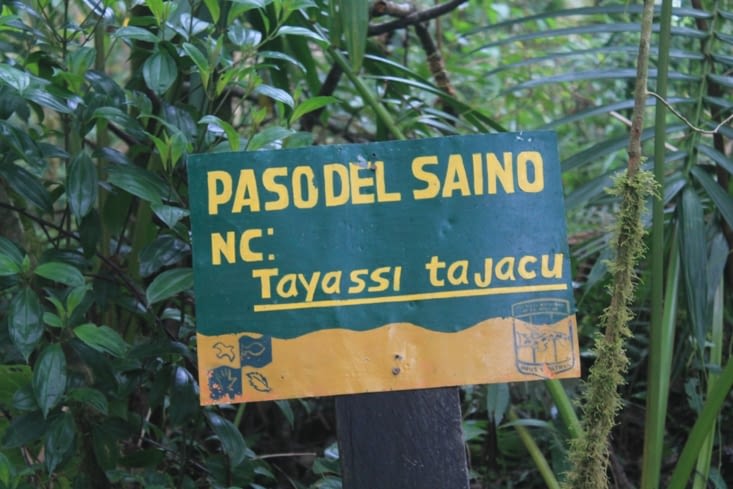 PASO DEL SAINO
NC:
Tayassi tajacu